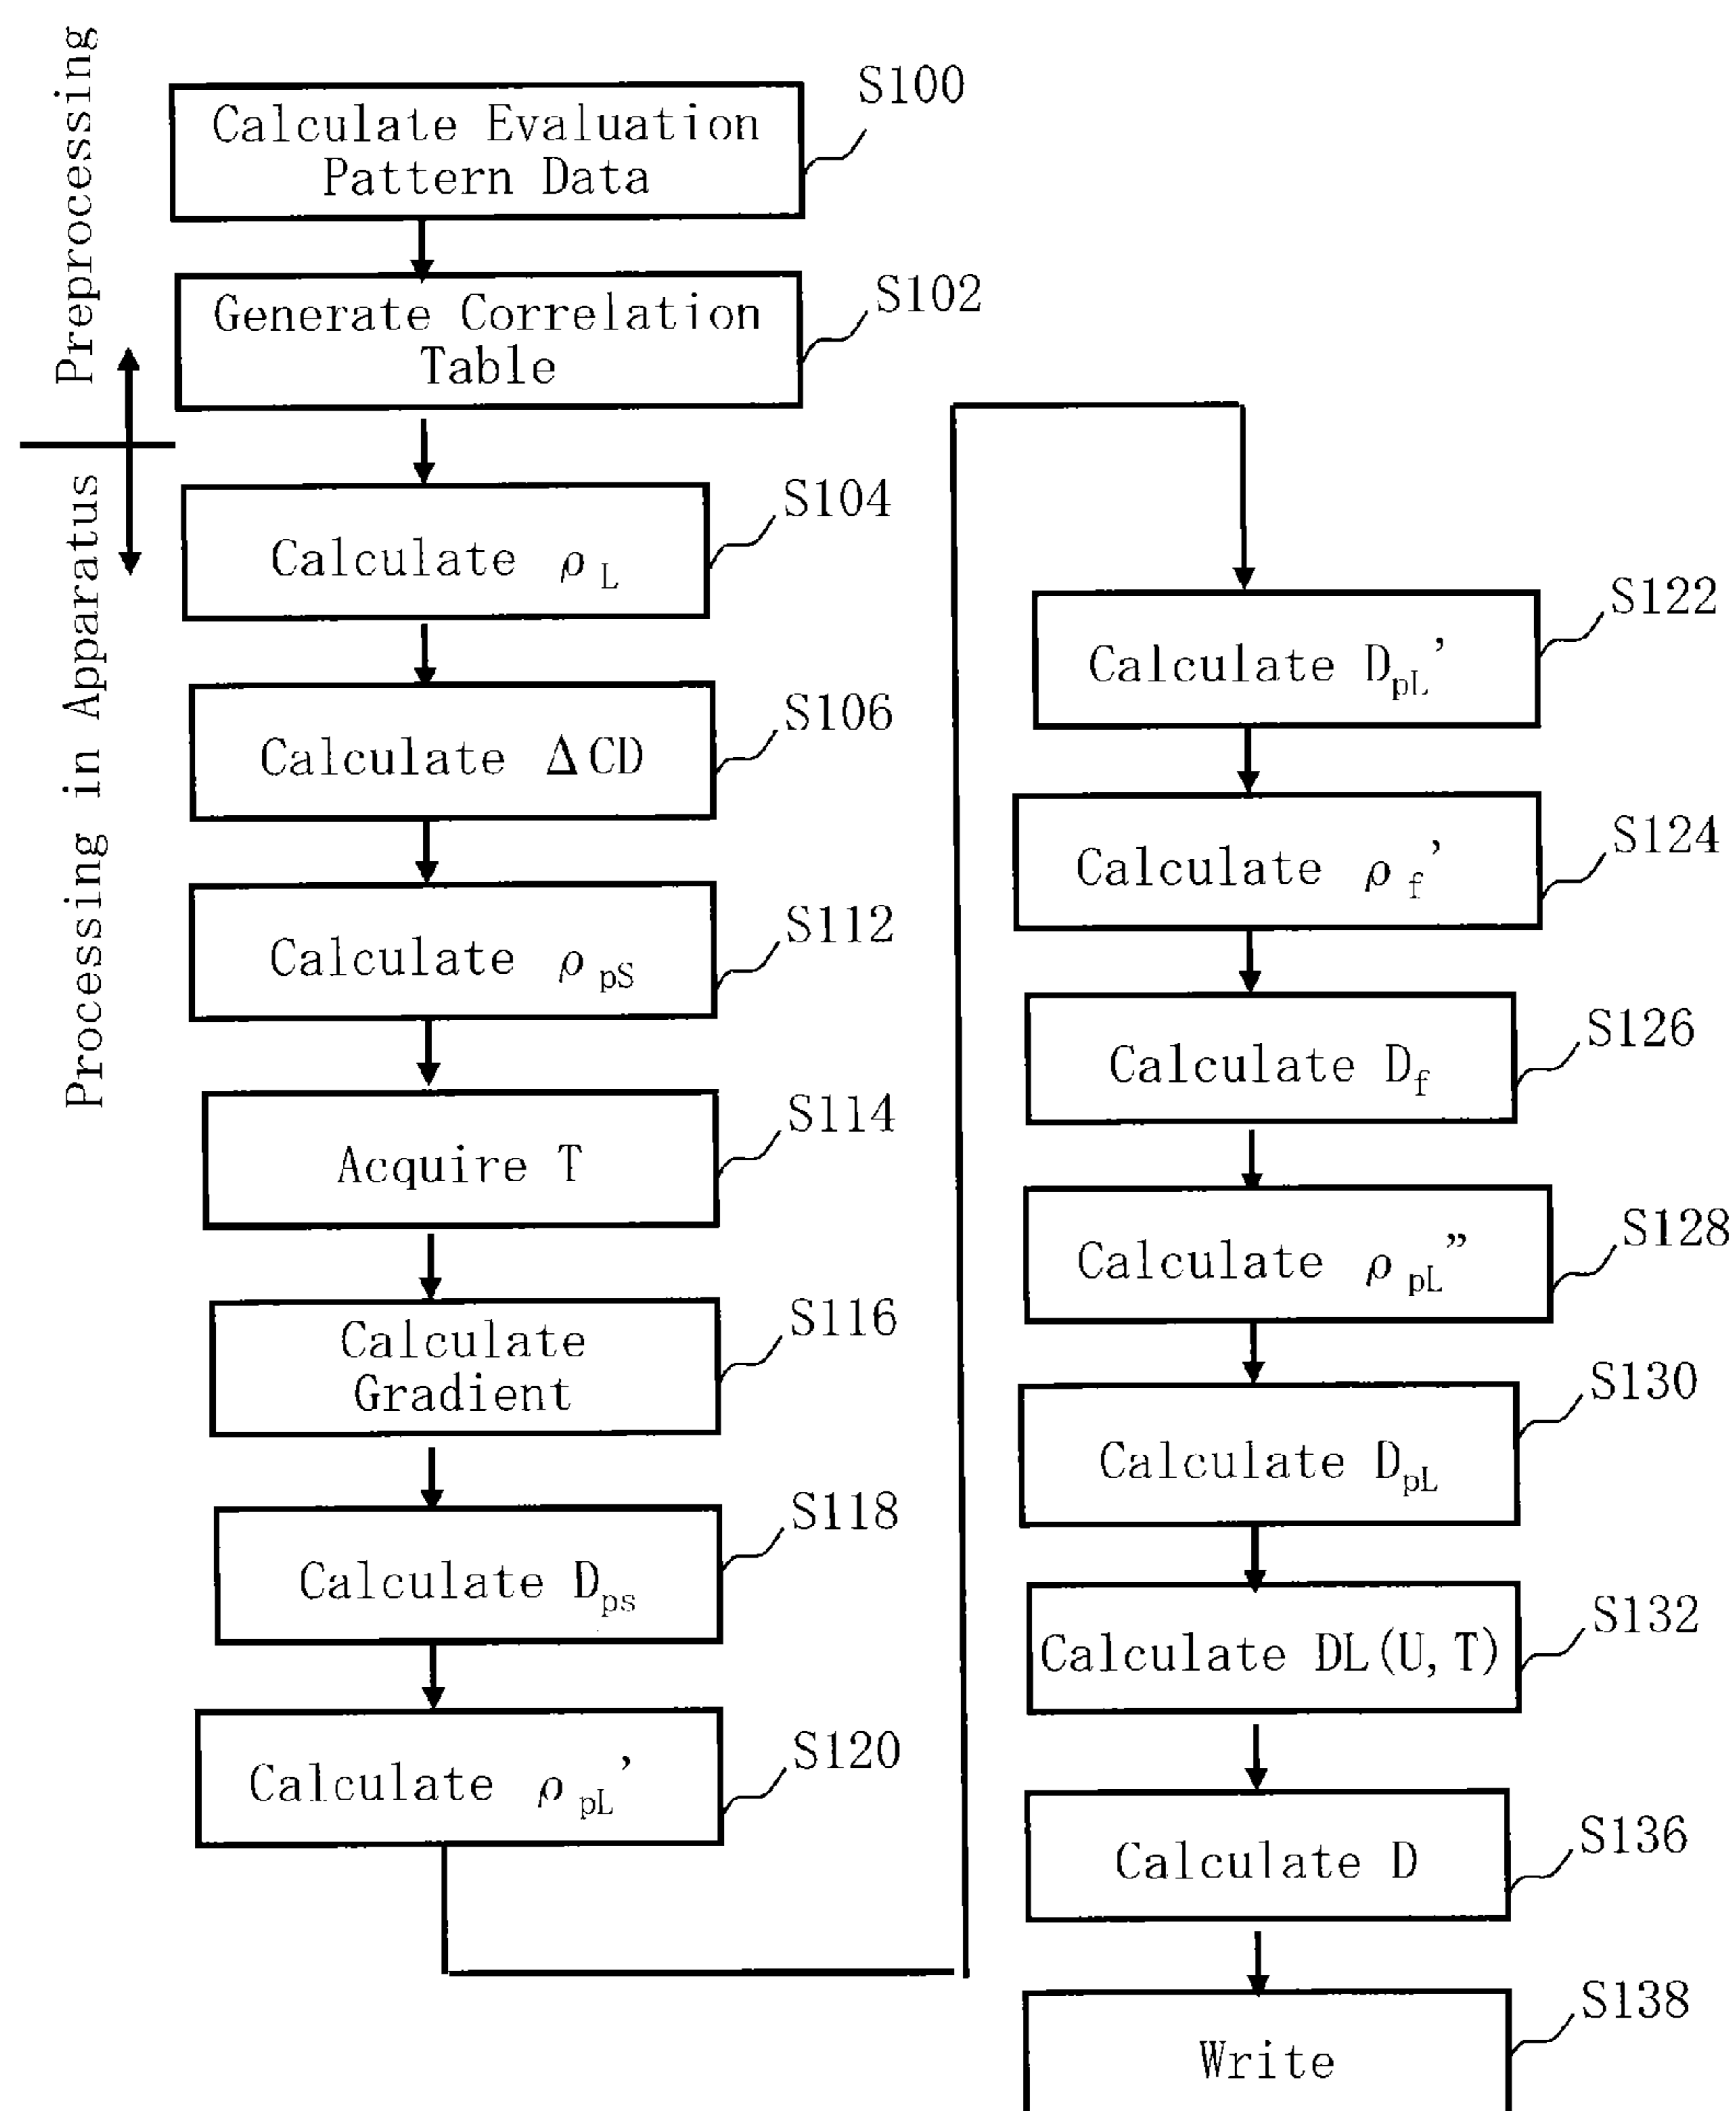 Preprocessing
Processing in Apparatus
Calculate Evaluation
Pattern Data
S100
Generate Correlation
Table
S102
Calculate ρL
S104
Calculate ΔCD
S106
Calculate ρpS
S112
Acquire T
S114
Calculate
Gradient
S116
Calculate Dps
S118
Calculate ρpL’
S120
Calculate DpL’
S122
Calculate ρf’
S124
Calculate Df
S126
Calculate ρpL”
S128
Calculate DpL
S130
Calculate DL(U,T)
S132
Calculate D
S136
Write
S138